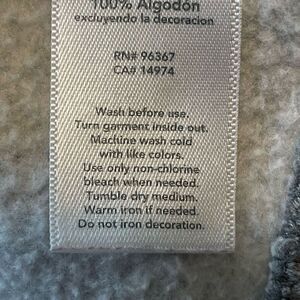 100% Algodón
excluyendo la decoracion
RN# 96367
CA# 14974
Wash before use.
Turn garment inside out.
Machine wash cold
with like colors.
Use only non-chlorine
bleach when needed.
Tumble dry medium.
Warm iron if needed.
Do not iron decoration.